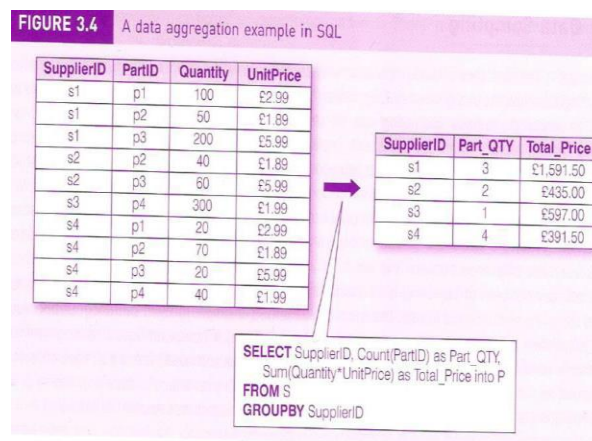 FIGURE 3.4 A data aggregation example in SQL
SupplierID PartID Quantity UnitPrice
s1 p1 100 £2.99
s1 p2 50 £1.89
s1 p3 200 £5.99
s2 p2 40 £1.89
s2 p3 60 £5.99
s3 p4 300 £1.99
s4 p1 20 £2.99
s4 p2 70 £1.89
s4 p3 20 £5.99
s4 p4 40 £1.99
SupplierID Part_QTY Total_Price
s1 3 £1,591.50
s2 2 £435.00
s3 1 £597.00
s4 4 £391.50
SELECT SupplierID, Count(PartID) as Part_QTY,
Sum(Quantity*UnitPrice) as Total_Price into P
FROM S
GROUPBY SupplierID